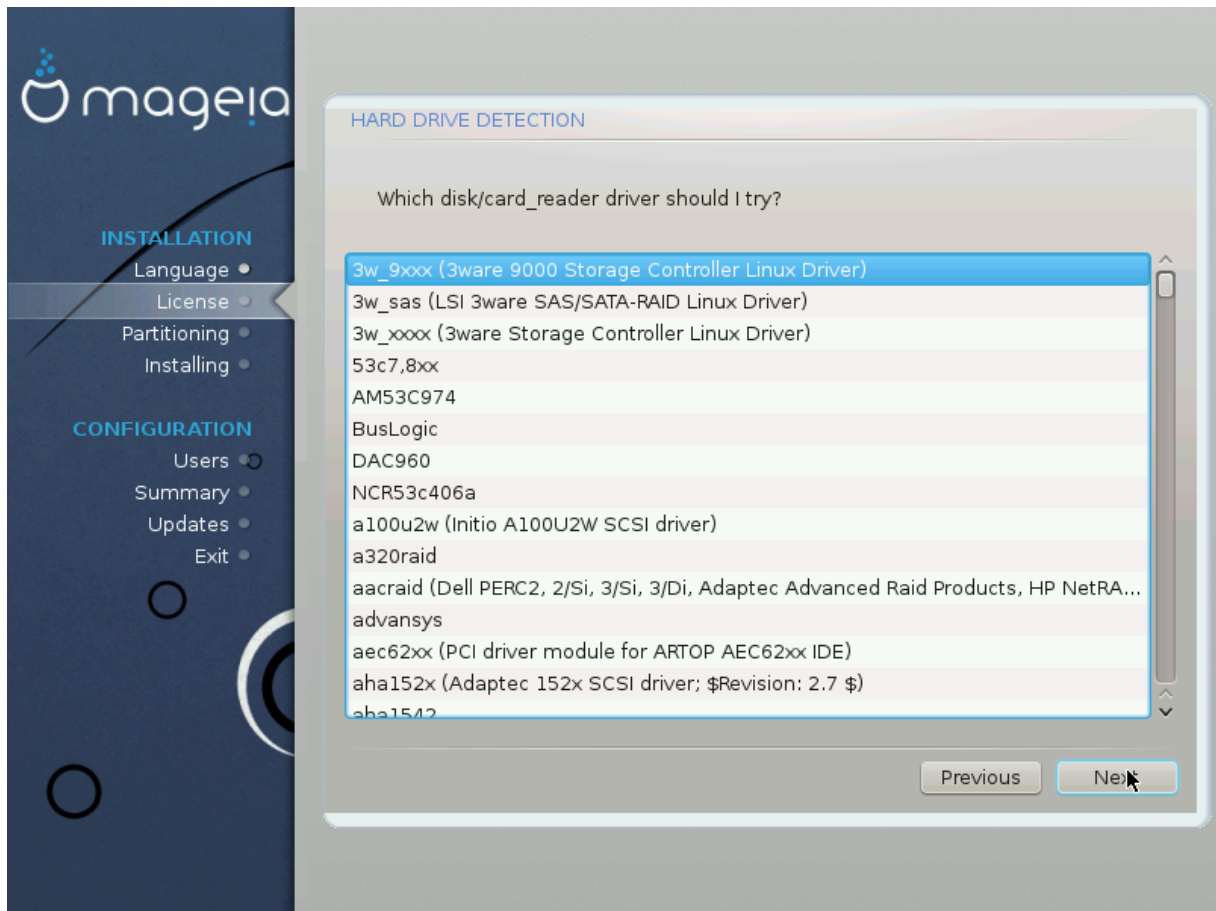 mageia
INSTALLATION
Language
License
Partitioning
Installing
CONFIGURATION
Users
Summary
Updates
Exit
HARD DRIVE DETECTION
Which disk/card_reader driver should I try?
3w_9xxx (3ware 9000 Storage Controller Linux Driver)
3w_sas (LSI 3ware SAS/SATA-RAID Linux Driver)
3w_xxxx (3ware Storage Controller Linux Driver)
53c7,8xx
AM53C974
BusLogic
DAC960
NCR53c406a
a100u2w (Initio A100U2W SCSI driver)
a320raid
aacraid (Dell PERC2, 2/Si, 3/Si, 3/Di, Adaptec Advanced Raid Products, HP NetRA...
advansys
aec62xx (PCI driver module for ARTOP AEC62xx IDE)
aha152x (Adaptec 152x SCSI driver; $Revision: 2.7 $)
aha1542
Previous
Next